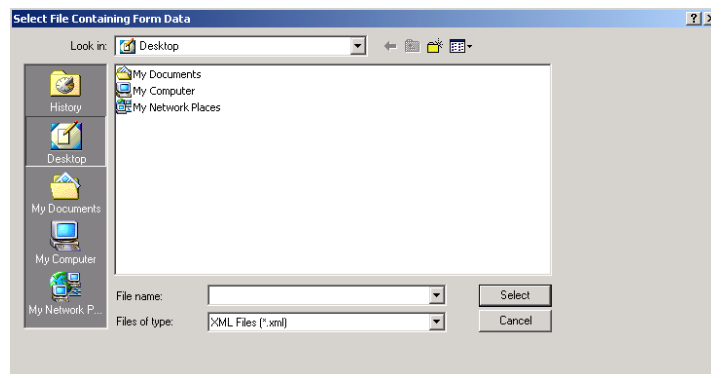 Select File Containing Form Data
Look in: Desktop
History
Desktop
My Documents
My Computer
My Network P...
My Documents
My Computer
My Network Places
File name:
Select
Files of type: XML Files (*.xml)
Cancel